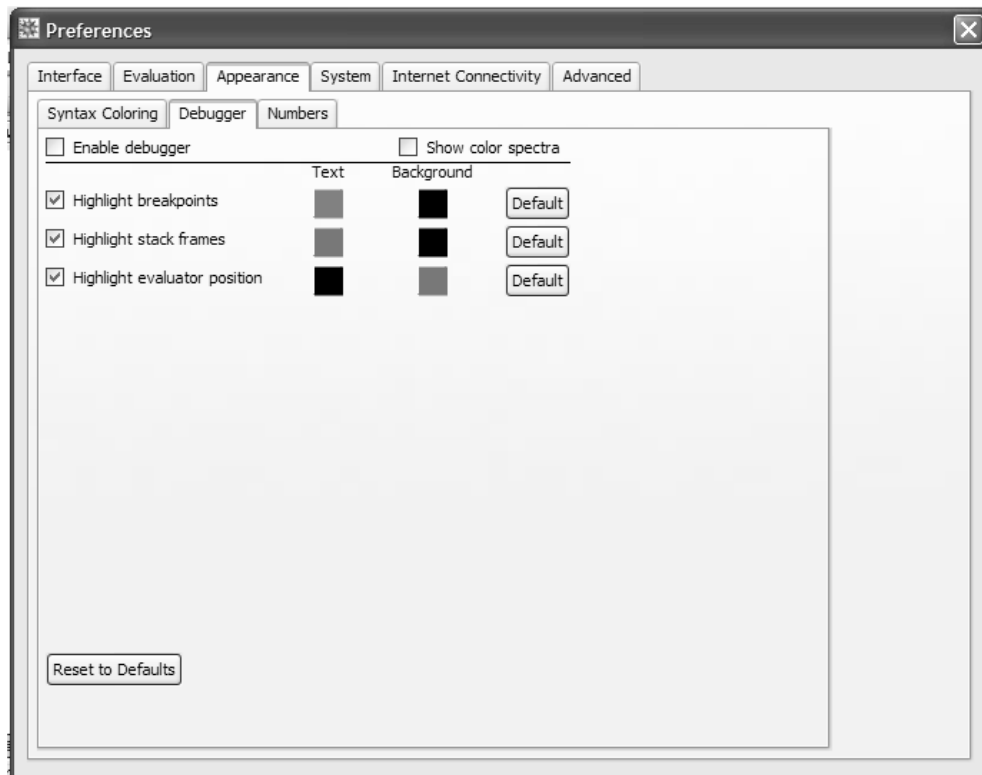 Preferences
Interface Evaluation Appearance System Internet Connectivity Advanced
Syntax Coloring Debugger Numbers
Enable debugger Show color spectra
Text Background
Highlight breakpoints Default
Highlight stack frames Default
Highlight evaluator position Default
Reset to Defaults